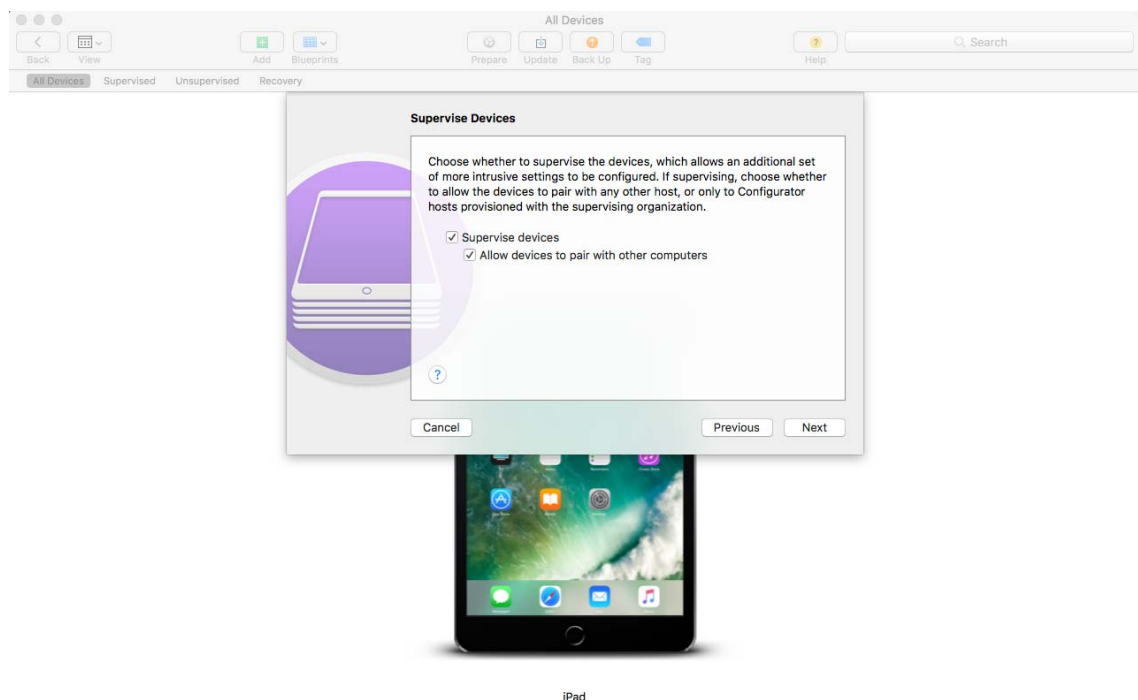 All Devices
Back View Add Blueprints Prepare Update Back Up Tag Help Search
All Devices Supervised Unsupervised Recovery
Supervise Devices
Choose whether to supervise the devices, which allows an additional set
of more intrusive settings to be configured. If supervising, choose whether
to allow the devices to pair with any other host, or only to Configurator
hosts provisioned with the supervising organization.
Supervise devices
Allow devices to pair with other computers
?
Cancel Previous Next
iPad